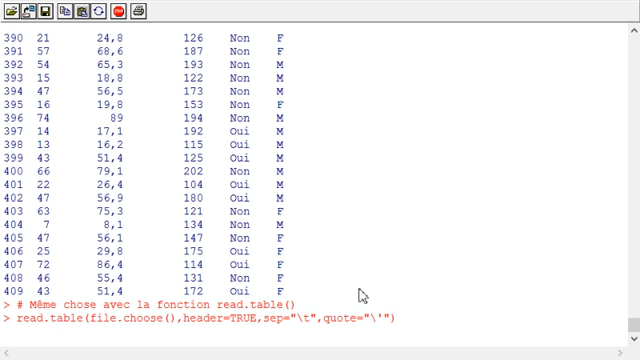 390 21 24,8 126 Non F
391 57 68,6 187 Non F
392 54 65,3 193 Non M
393 15 18,8 122 Non M
394 47 56,5 173 Non M
395 16 19,8 153 Non F
396 74 89 194 Non M
397 14 17,1 192 Oui M
398 13 16,2 115 Oui M
399 43 51,4 125 Oui M
400 66 79,1 202 Non M
401 22 26,4 104 Oui M
402 47 56,9 180 Oui M
403 63 75,3 121 Non F
404 7 8,1 134 Non M
405 47 56,1 147 Non F
406 25 29,8 175 Oui F
407 72 86,4 114 Oui F
408 46 55,4 131 Non F
409 43 51,4 172 Oui F
> # Même chose avec la fonction read.table()
> read.table(file.choose(),header=TRUE,sep="\t",quote="\'")